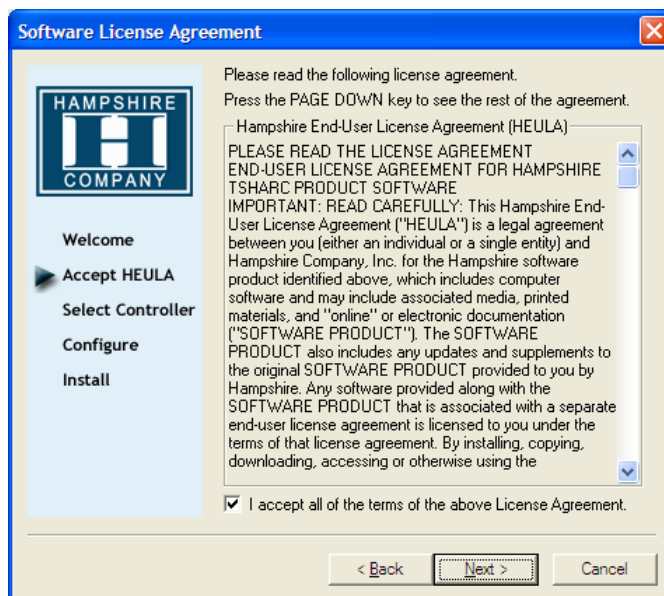 Software License Agreement
HAMPSHIRE
H
COMPANY
Welcome
Accept HEULA
Select Controller
Configure
Install
Please read the following license agreement.
Press the PAGE DOWN key to see the rest of the agreement.
Hampshire End-User License Agreement (HEULA)
PLEASE READ THE LICENSE AGREEMENT
END-USER LICENSE AGREEMENT FOR HAMPSHIRE
TSHARC PRODUCT SOFTWARE
IMPORTANT: READ CAREFULLY: This Hampshire End-
User License Agreement ("HEULA") is a legal agreement
between you (either an individual or a single entity) and
Hampshire Company, Inc. for the Hampshire software
product identified above, which includes computer
software and may include associated media, printed
materials, and "online" or electronic documentation
("SOFTWARE PRODUCT"). The SOFTWARE
PRODUCT also includes any updates and supplements to
the original SOFTWARE PRODUCT provided to you by
Hampshire. Any software provided along with the
SOFTWARE PRODUCT that is associated with a separate
end-user license agreement is licensed to you under the
terms of that license agreement. By installing, copying,
downloading, accessing or otherwise using the
I accept all of the terms of the above License Agreement.
< Back
Next >
Cancel